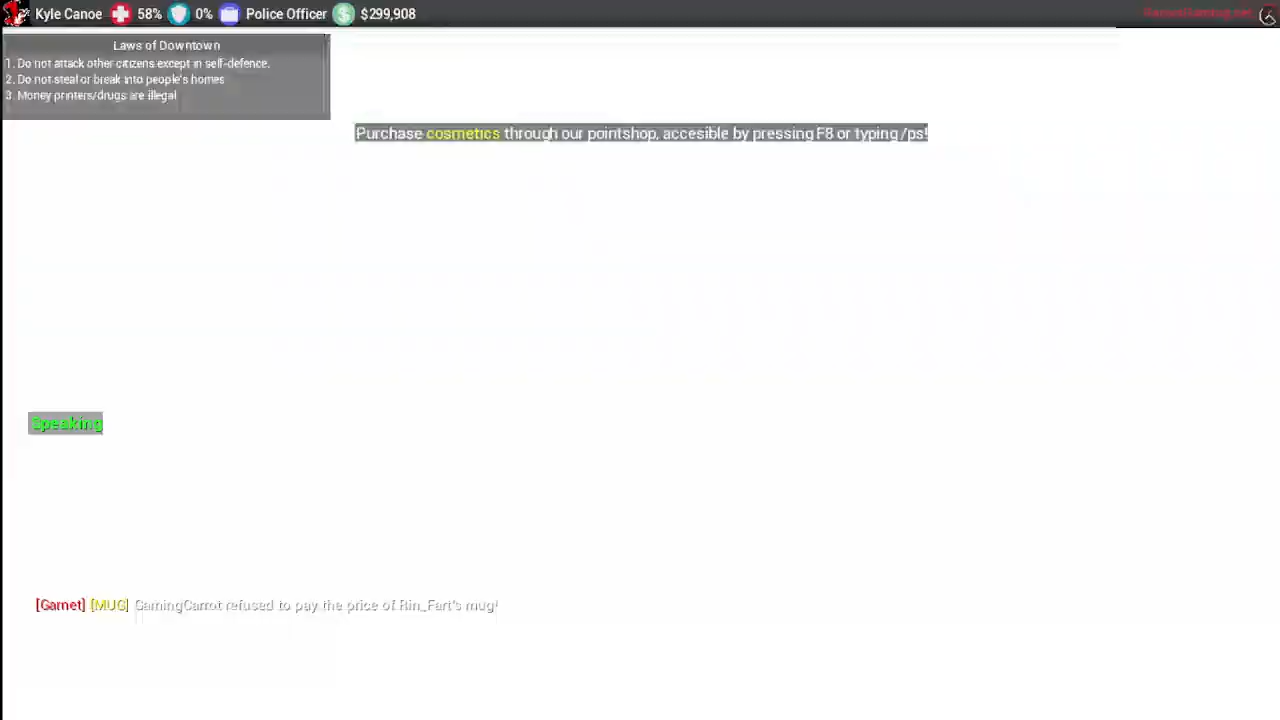 Kyle Canoe 58% 0% Police Officer $299,908
Laws of Downtown
1. Do not attack other citizens except in self-defence.
2. Do not steal or break into people's homes
3. Money printers/drugs are illegal
Purchase cosmetics through our pointshop, accesible by pressing F8 or typing /ps!
Speaking
[Garnet] [MUG] GamingCarrot refused to pay the price of Rin_Fart's mug!